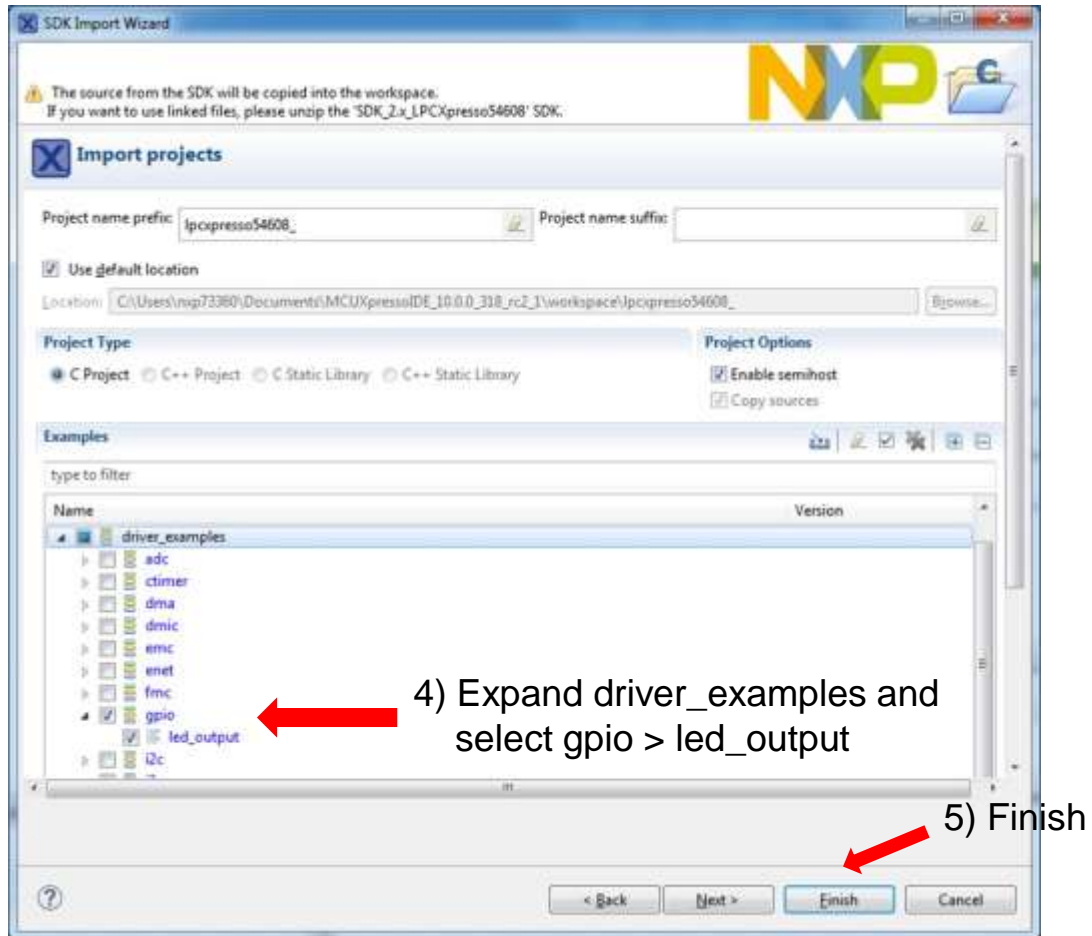 SDK Import Wizard
The source from the SDK will be copied into the workspace.
If you want to use linked files, please unzip the 'SDK_2.x_LPCXpresso54608' SDK.
NXP
Import projects
Project name prefix: lpcxpresso54608_ Project name suffix:
Use default location
Location: C:\Users\nxp73380\Documents\MCUXpressoIDE_10.0.0_318_rc2_1\workspace\lpcxpresso54608_ Browse...
Project Type Project Options
C Project C++ Project C Static Library C++ Static Library Enable semihost
Copy sources
Examples
type to filter
Name Version
driver_examples
adc
ctimer
dma
dmic
emc
enet
fmc
gpio
led_output
i2c
4) Expand driver_examples and
select gpio > led_output
5) Finish
< Back Next > Finish Cancel